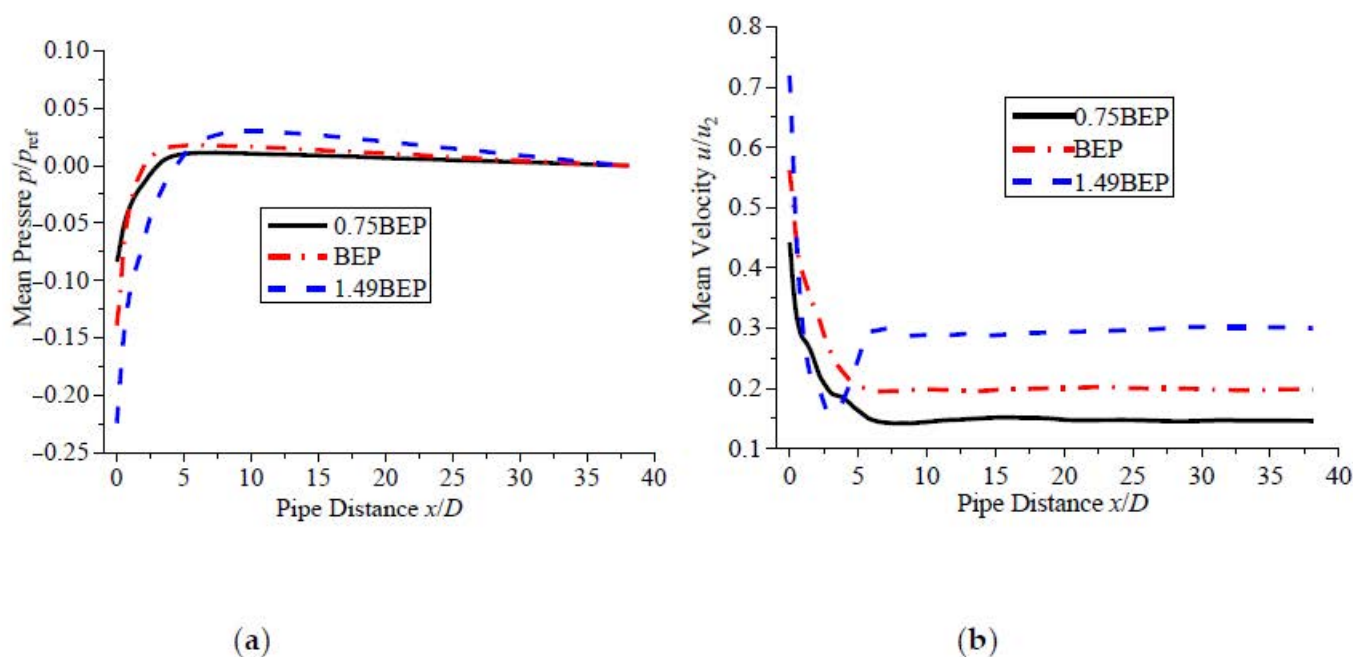 0.10
0.05
0.00
−0.05
−0.10
−0.15
−0.20
−0.25
Mean Pressre p/pref
0.75BEP
BEP
1.49BEP
0 5 10 15 20 25 30 35 40
Pipe Distance x/D
(a)
0.8
0.7
0.6
0.5
0.4
0.3
0.2
0.1
Mean Velocity u/u2
0.75BEP
BEP
1.49BEP
0 5 10 15 20 25 30 35 40
Pipe Distance x/D
(b)